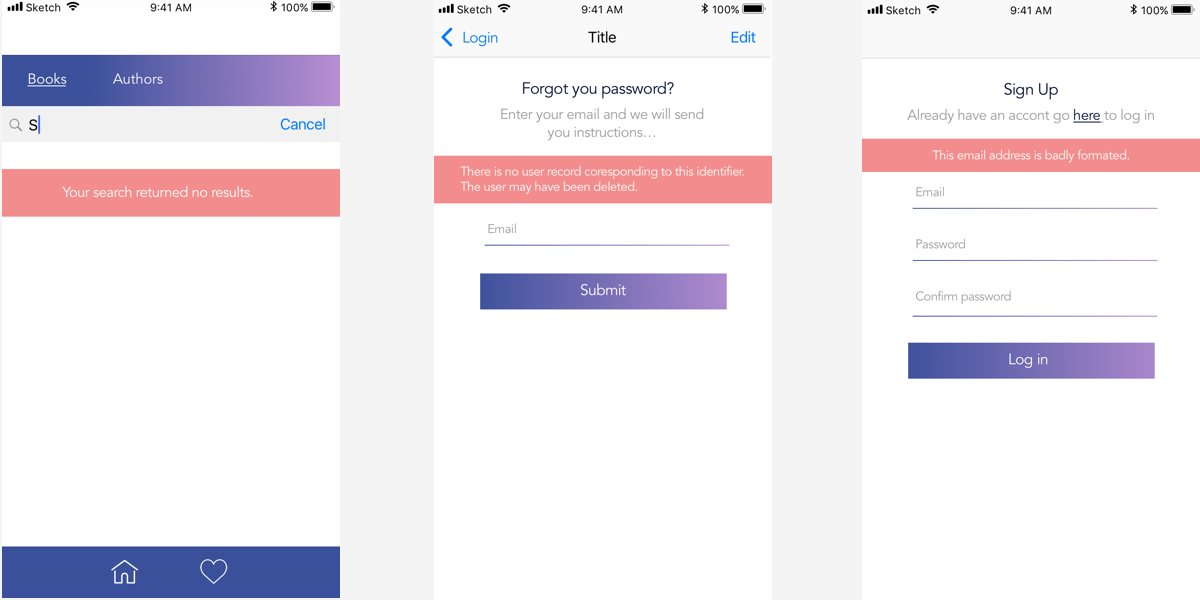 Sketch 9:41 AM 100%
Books Authors
S Cancel
Your search returned no results.
Sketch 9:41 AM 100%
Login Title Edit
Forgot you password?
Enter your email and we will send
you instructions...
There is no user record coresponding to this identifier.
The user may have been deleted.
Email
Submit
Sketch 9:41 AM 100%
Sign Up
Already have an accont go here to log in
This email address is badly formated.
Email
Password
Confirm password
Log in